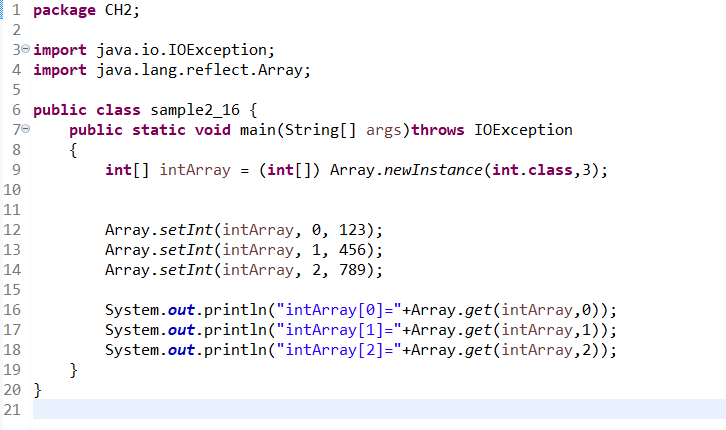 1 package CH2;
2
3 import java.io.IOException;
4 import java.lang.reflect.Array;
5
6 public class sample2_16 {
7     public static void main(String[] args)throws IOException
8     {
9         int[] intArray = (int[]) Array.newInstance(int.class,3);
10
11
12         Array.setInt(intArray, 0, 123);
13         Array.setInt(intArray, 1, 456);
14         Array.setInt(intArray, 2, 789);
15
16         System.out.println("intArray[0]="+Array.get(intArray,0));
17         System.out.println("intArray[1]="+Array.get(intArray,1));
18         System.out.println("intArray[2]="+Array.get(intArray,2));
19     }
20 }
21